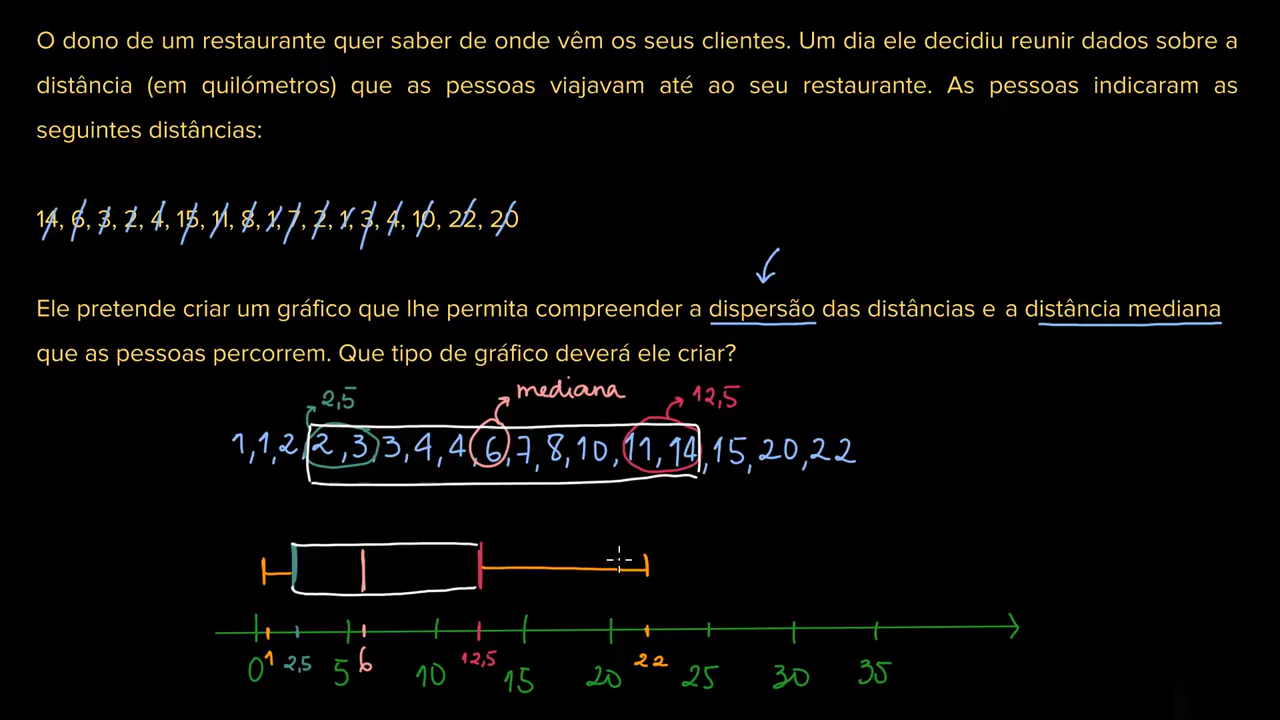 O dono de um restaurante quer saber de onde vêm os seus clientes. Um dia ele decidiu reunir dados sobre a
distância (em quilómetros) que as pessoas viajavam até ao seu restaurante. As pessoas indicaram as
seguintes distâncias:
14, 6, 3, 2, 4, 15, 11, 8, 1, 7, 2, 1, 3, 4, 10, 22, 20
Ele pretende criar um gráfico que lhe permita compreender a dispersão das distâncias e a distância mediana
que as pessoas percorrem. Que tipo de gráfico deverá ele criar?
2,5 mediana 12,5
1,1,2,2,3,3,4,4,6,7,8,10,11,14,15,20,22
0 1 2,5 5 6 10 12,5 15 20 22 25 30 35